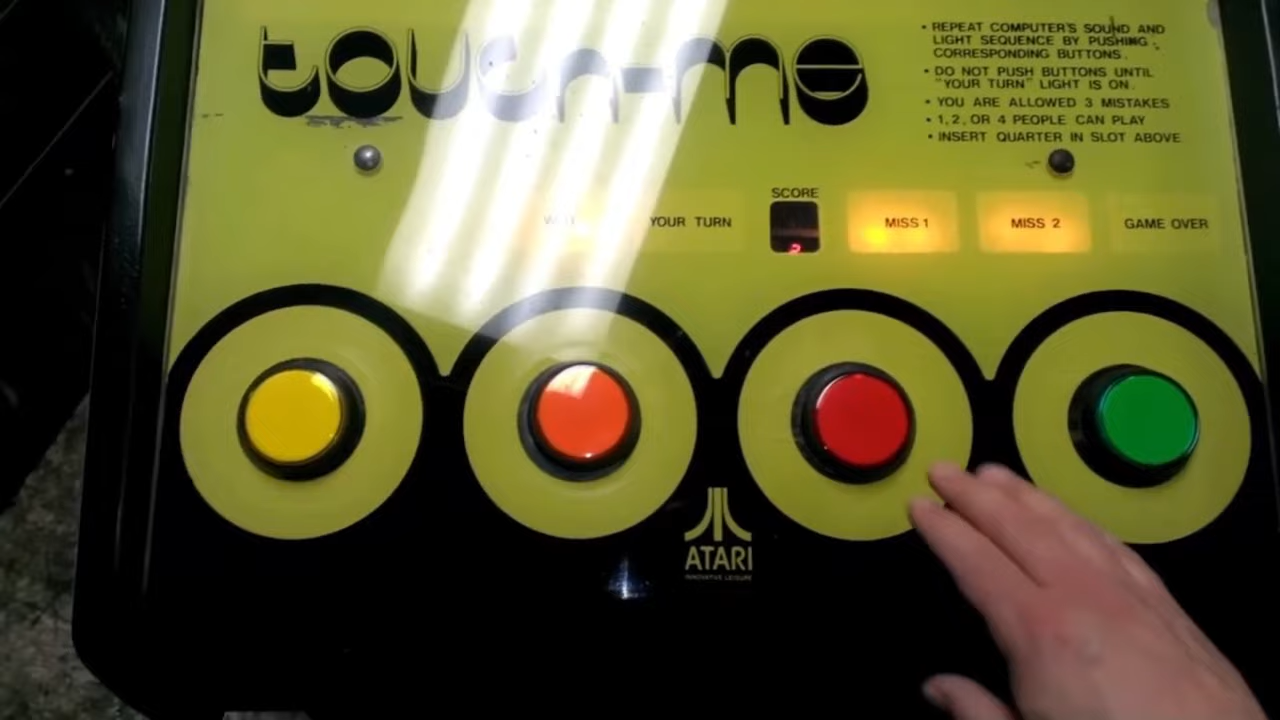 touch-me
• REPEAT COMPUTER'S SOUND AND
LIGHT SEQUENCE BY PUSHING
CORRESPONDING BUTTONS.
• DO NOT PUSH BUTTONS UNTIL
"YOUR TURN" LIGHT IS ON.
• YOU ARE ALLOWED 3 MISTAKES
• 1, 2, OR 4 PEOPLE CAN PLAY
• INSERT QUARTER IN SLOT ABOVE
SCORE
YOUR TURN
MISS 1
MISS 2
GAME OVER
ATARI
INNOVATIVE LEISURE